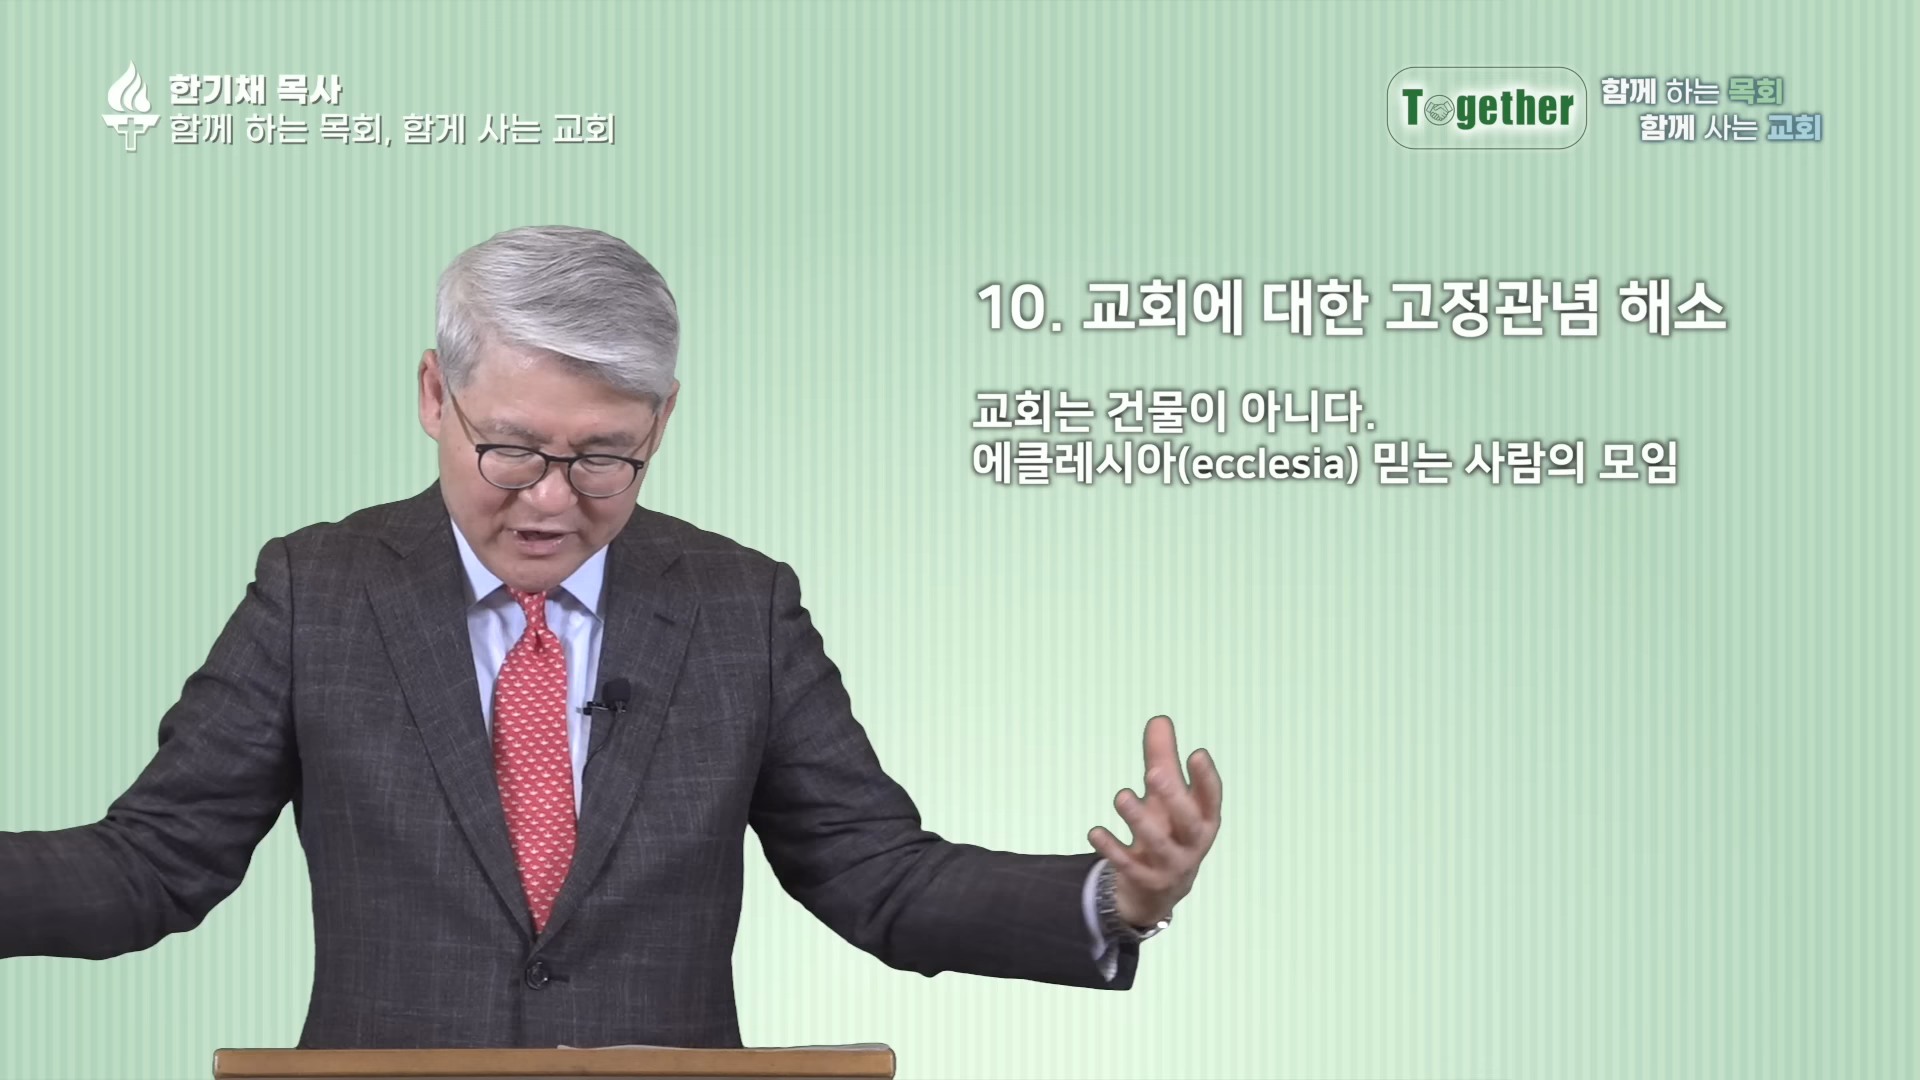 한기채 목사
함께 하는 목회, 함게 사는 교회
Together
함께 하는 목회
함께 사는 교회
10. 교회에 대한 고정관념 해소
교회는 건물이 아니다.
에클레시아(ecclesia) 믿는 사람의 모임